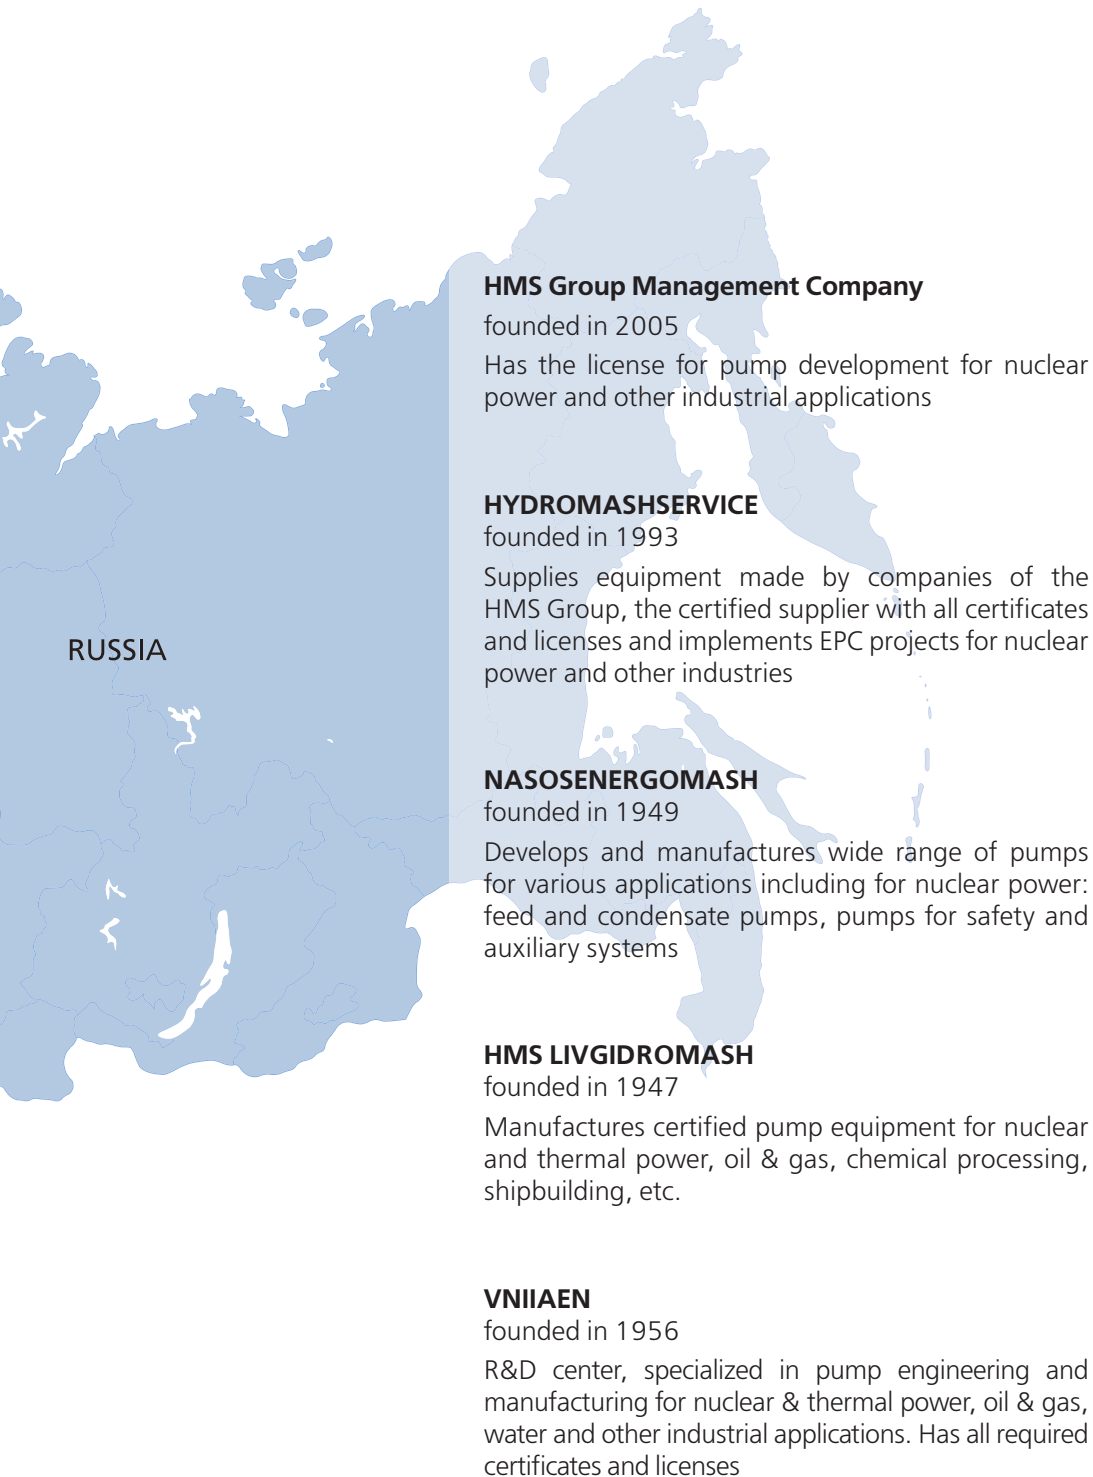 HMS Group Management Company
founded in 2005
Has the license for pump development for nuclear
power and other industrial applications
HYDROMASHSERVICE
founded in 1993
Supplies equipment made by companies of the
HMS Group, the certified supplier with all certificates
and licenses and implements EPC projects for nuclear
power and other industries
RUSSIA
NASOSENERGOMASH
founded in 1949
Develops and manufactures wide range of pumps
for various applications including for nuclear power:
feed and condensate pumps, pumps for safety and
auxiliary systems
HMS LIVGIDROMASH
founded in 1947
Manufactures certified pump equipment for nuclear
and thermal power, oil & gas, chemical processing,
shipbuilding, etc.
VNIIAEN
founded in 1956
R&D center, specialized in pump engineering and
manufacturing for nuclear & thermal power, oil & gas,
water and other industrial applications. Has all required
certificates and licenses